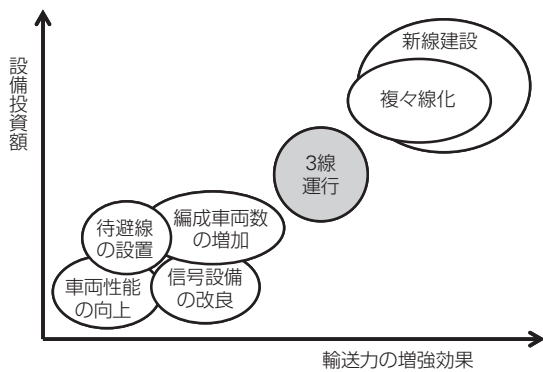 設備投資額
新線建設
複々線化
3線
運行
編成車両数
の増加
待避線
の設置
信号設備
の改良
車両性能
の向上
輸送力の増強効果